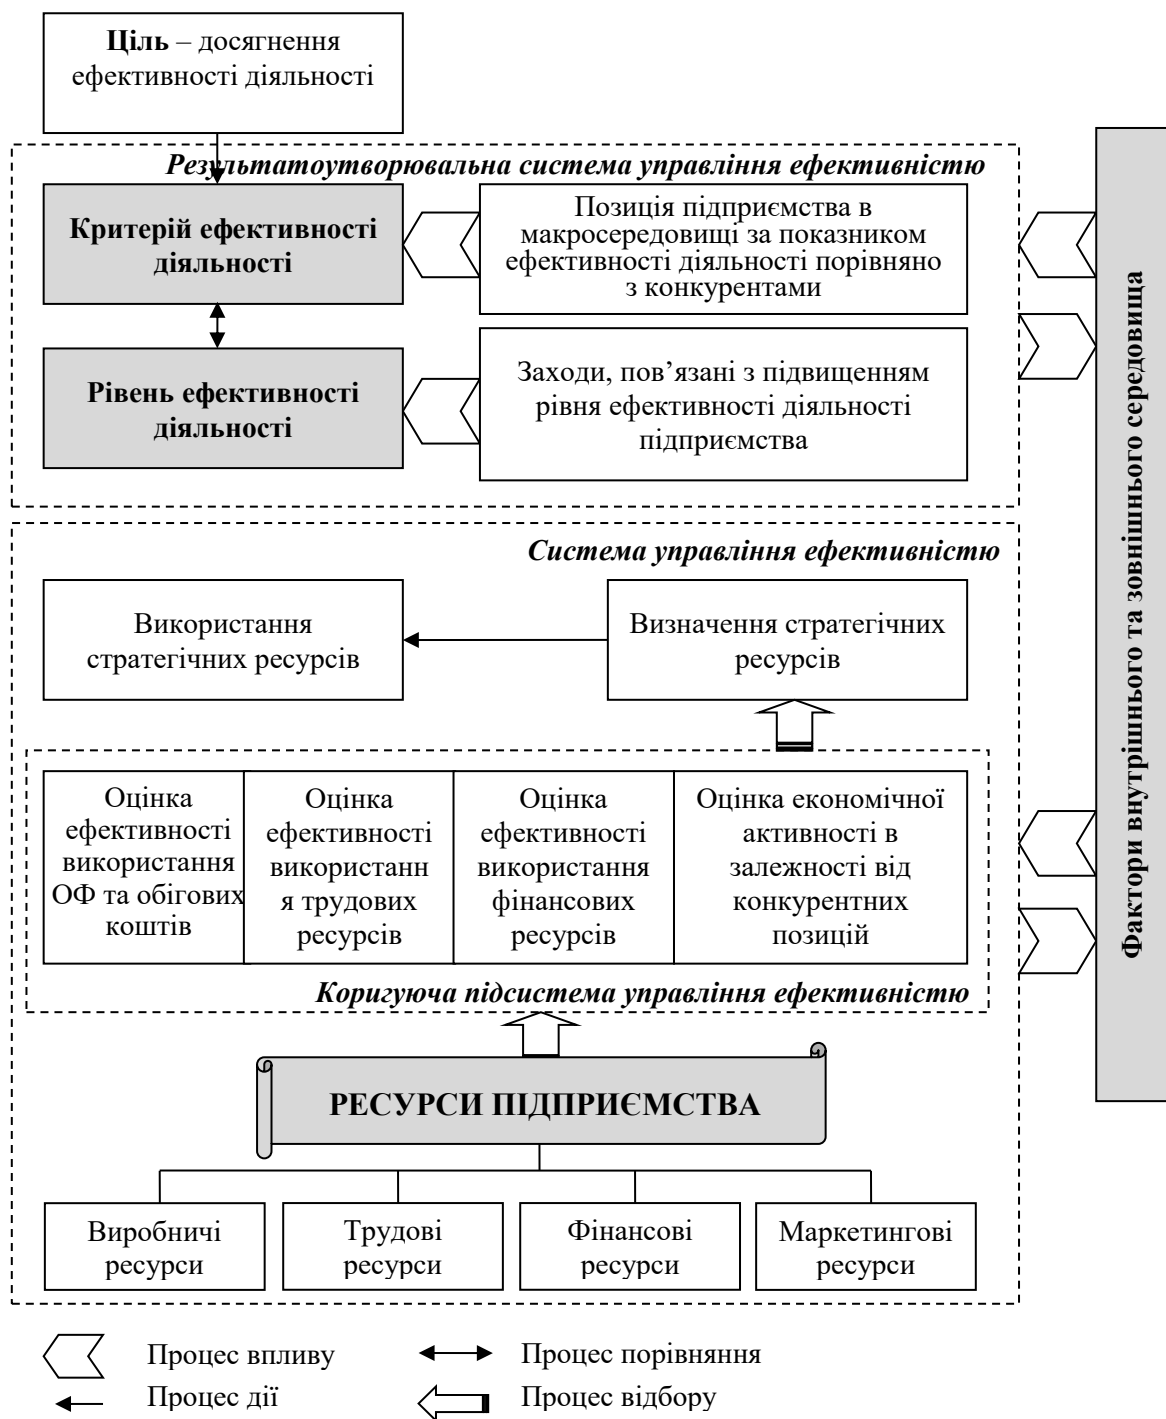 Ціль – досягнення
ефективності діяльності
Результатоутворювальна система управління ефективністю
Критерій ефективності
діяльності
Позиція підприємства в
макросередовищі за показником
ефективності діяльності порівняно
з конкурентами
Рівень ефективності
діяльності
Заходи, пов’язані з підвищенням
рівня ефективності діяльності
підприємства
Фактори внутрішнього та зовнішнього середовища
Система управління ефективністю
Використання
стратегічних ресурсів
Визначення стратегічних
ресурсів
Оцінка
ефективності
використання
ОФ та обігових
коштів
Оцінка
ефективності
використанн
я трудових
ресурсів
Оцінка
ефективності
використання
фінансових
ресурсів
Оцінка економічної
активності в
залежності від
конкурентних
позицій
Коригуюча підсистема управління ефективністю
РЕСУРСИ ПІДПРИЄМСТВА
Виробничі
ресурси
Трудові
ресурси
Фінансові
ресурси
Маркетингові
ресурси
Процес впливу
Процес порівняння
Процес дії
Процес відбору